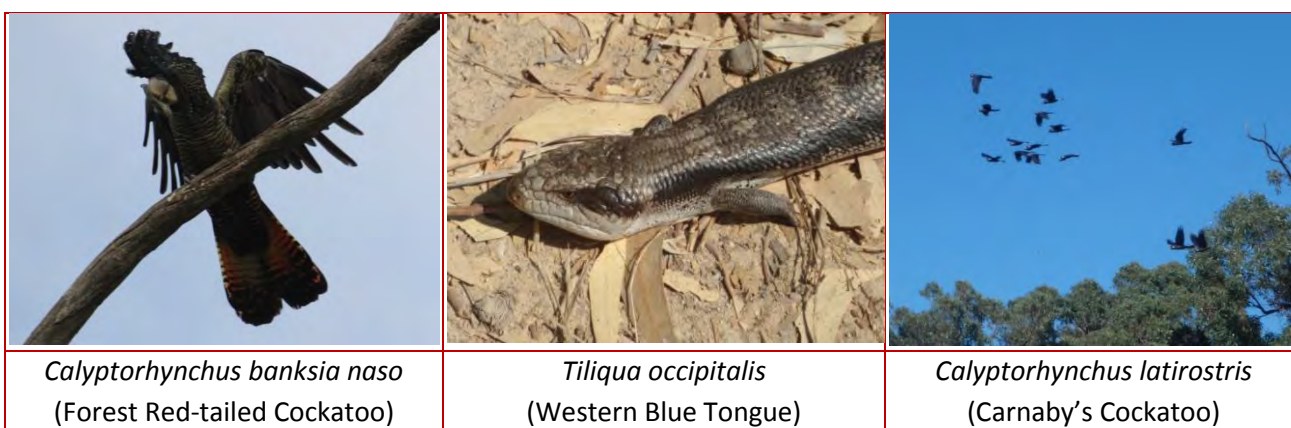 Calyptorhynchus banksia naso
(Forest Red-tailed Cockatoo)
Tiliqua occipitalis
(Western Blue Tongue)
Calyptorhynchus latirostris
(Carnaby’s Cockatoo)